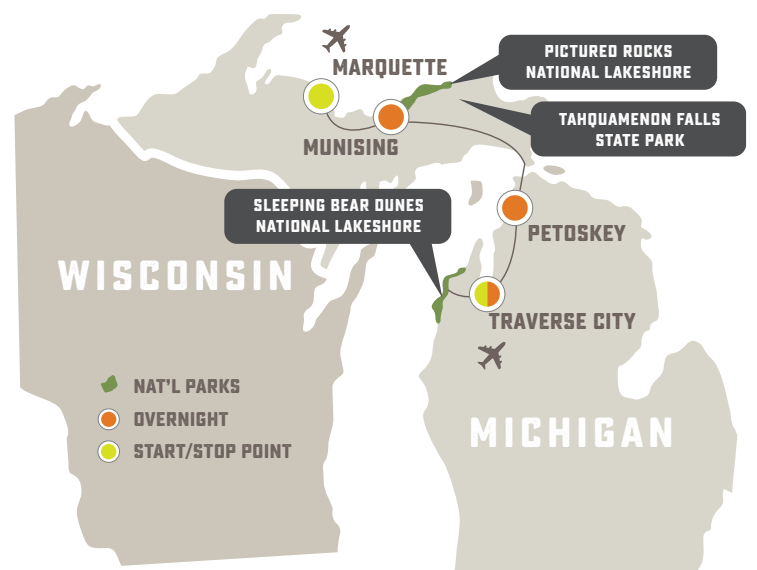 MARQUETTE
PICTURED ROCKS
NATIONAL LAKESHORE
TAHQUAMENON FALLS
STATE PARK
MUNISING
SLEEPING BEAR DUNES
NATIONAL LAKESHORE
PETOSKEY
WISCONSIN
TRAVERSE CITY
NAT'L PARKS
OVERNIGHT
START/STOP POINT
MICHIGAN